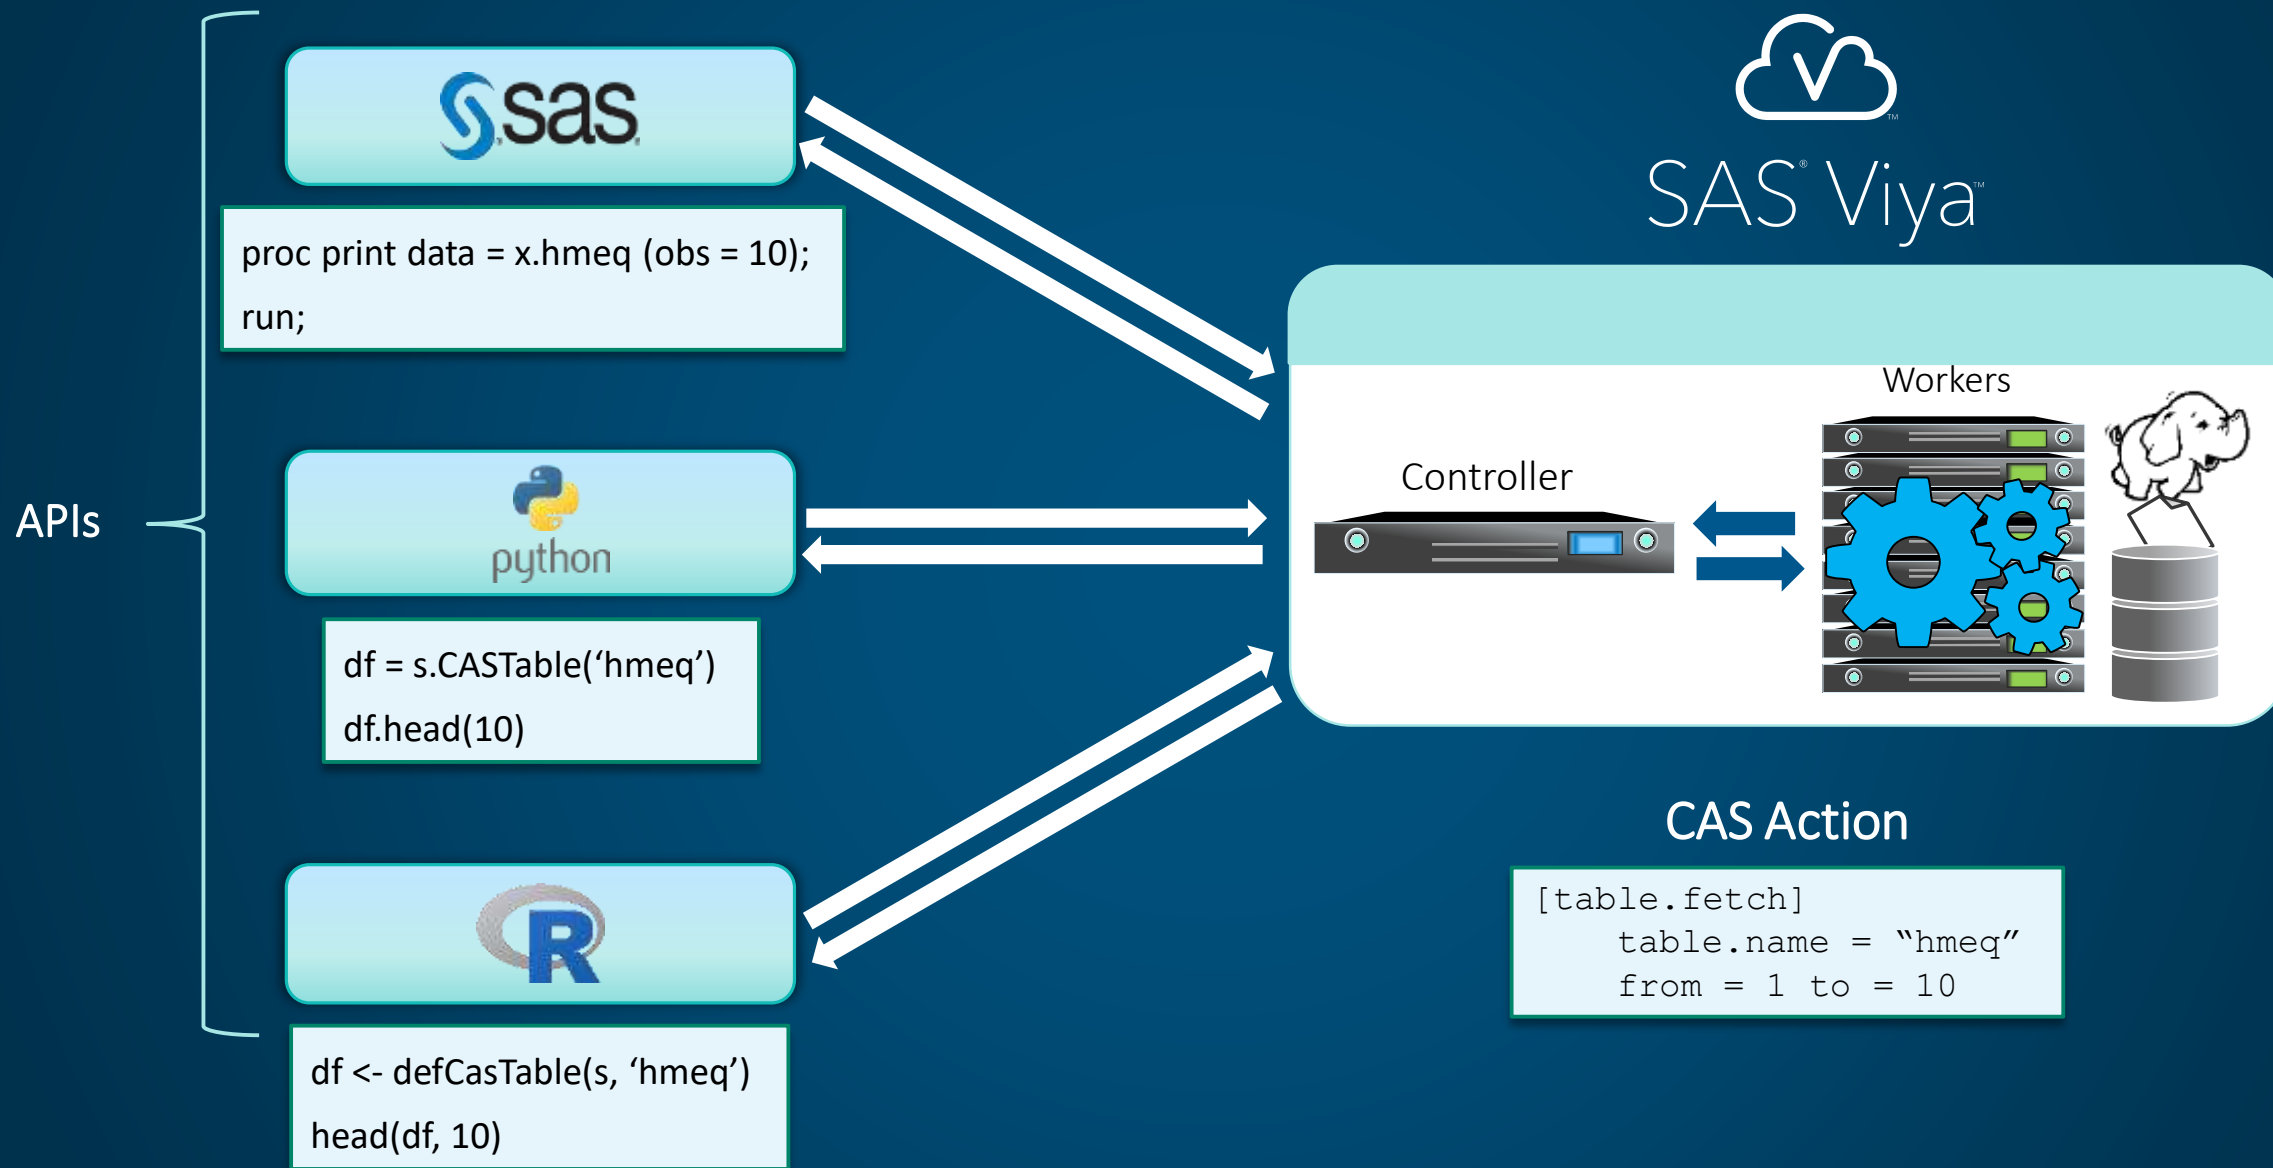 APIs
sas
proc print data = x.hmeq (obs = 10);
run;
python
df = s.CASTable(‘hmeq’)
df.head(10)
R
df <- defCasTable(s, ‘hmeq’)
head(df, 10)
SAS® Viya™
Controller
Workers
CAS Action
[table.fetch]
table.name = “hmeq”
from = 1 to = 10